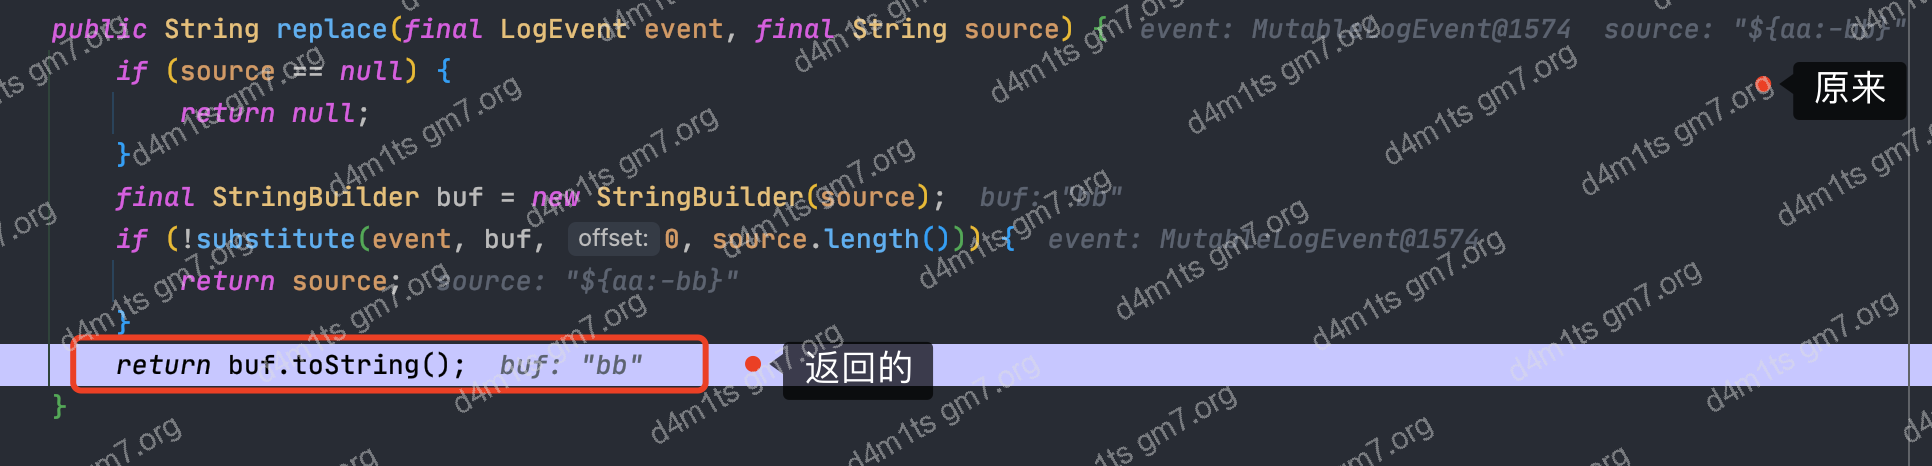 public String replace(final LogEvent event, final String source) { event: MutableLogEvent@1574 source: "${aa:-bb}"
if (source == null) {
原来
return null;
}
final StringBuilder buf = new StringBuilder(source); buf: "bb"
if (!substitute(event, buf, offset: 0, source.length())) { event: MutableLogEvent@1574
return source; source: "${aa:-bb}"
}
return buf.toString(); buf: "bb"
返回的
}
d4m1ts gm7.org